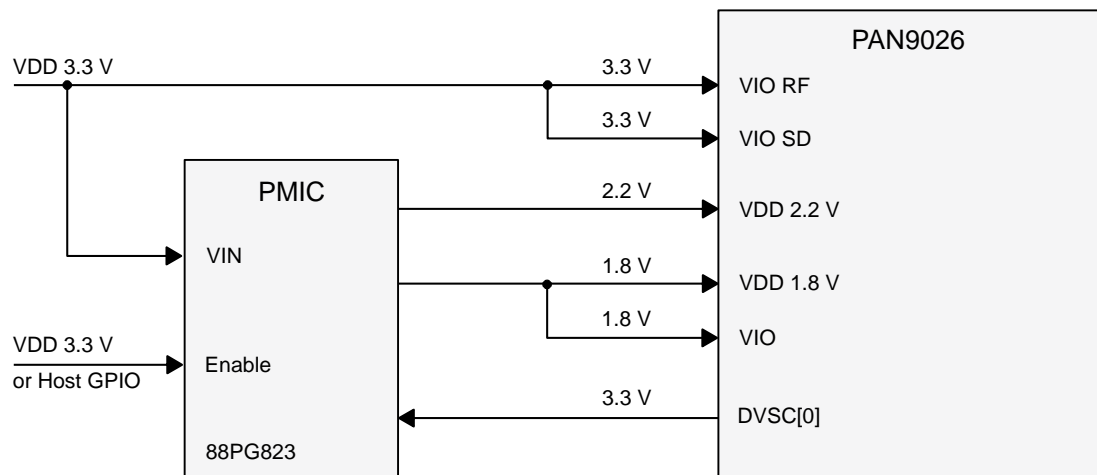 PAN9026
VDD 3.3 V
3.3 V
VIO RF
3.3 V
VIO SD
PMIC
2.2 V
VDD 2.2 V
VIN
1.8 V
VDD 1.8 V
1.8 V
VIO
VDD 3.3 V
or Host GPIO
Enable
3.3 V
DVSC[0]
88PG823